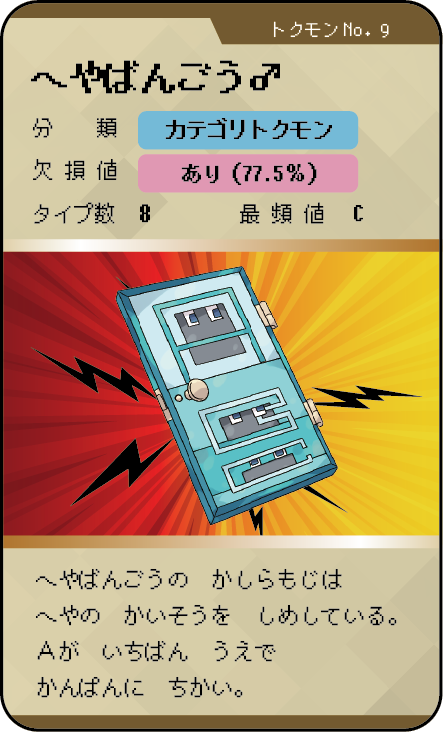 トクモンNo. 9
へやばんごう♂
分類 カテゴリトクモン
欠損値 あり (77.5%)
タイプ数 8 最頻値 C
へやばんごうの かしらもじは
へやの かいそうを しめしている。
Aが いちばん うえで
かんぱんに ちかい。